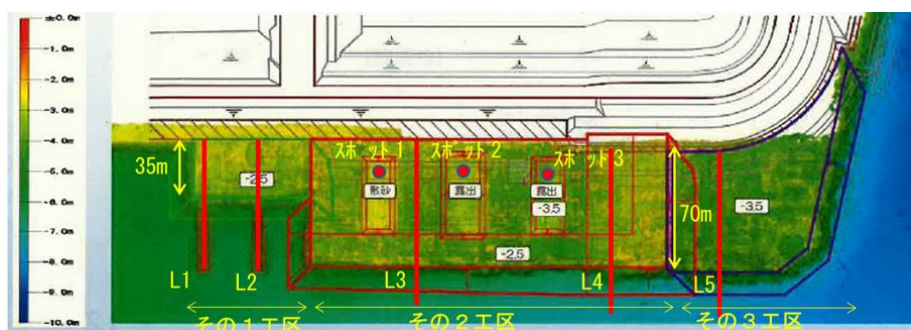 ±0.0m
-1.0m
-2.0m
-3.0m
-4.0m
-5.0m
-6.0m
-7.0m
-8.0m
-9.0m
-10.0m
35m
-2.5
スポット1
スポット2
スポット3
敷砂
露出
露出
-3.5
-2.5
70m
-3.5
L1
L2
L3
L4
L5
その1工区
その2工区
その3工区